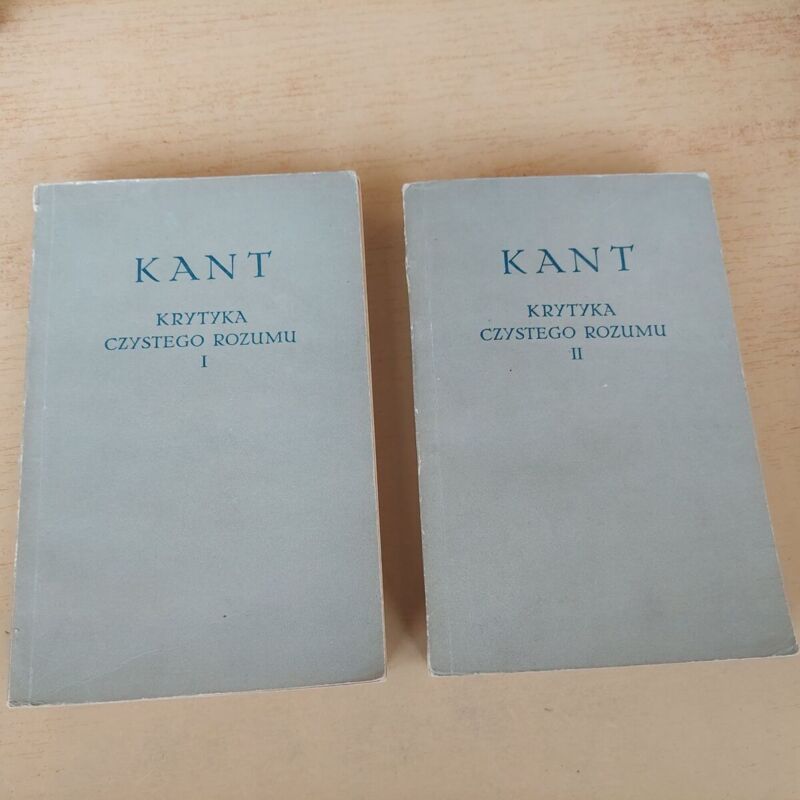 KANT
KRYTYKA
CZYSTEGO ROZUMU
I
KANT
KRYTYKA
CZYSTEGO ROZUMU
II